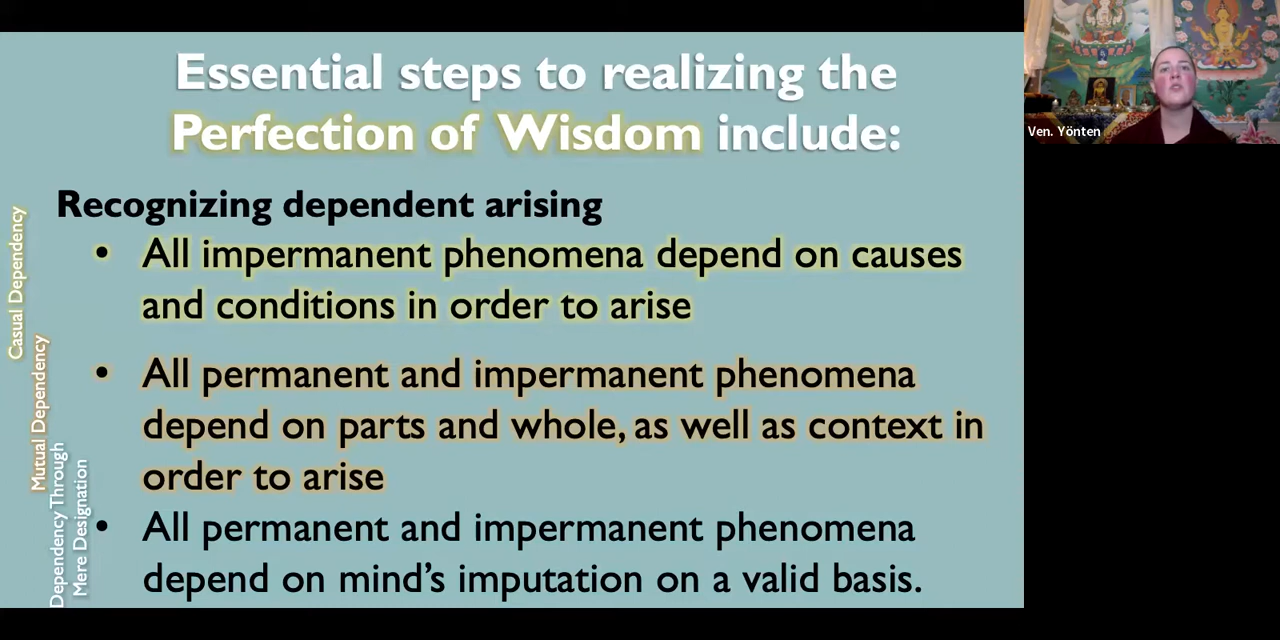 Essential steps to realizing the
Perfection of Wisdom include:
Recognizing dependent arising
• All impermanent phenomena depend on causes
and conditions in order to arise
• All permanent and impermanent phenomena
depend on parts and whole, as well as context in
order to arise
• All permanent and impermanent phenomena
depend on mind's imputation on a valid basis.
Casual Dependency
Mutual Dependency
Dependency Through
Mere Designation
Ven. Yönten